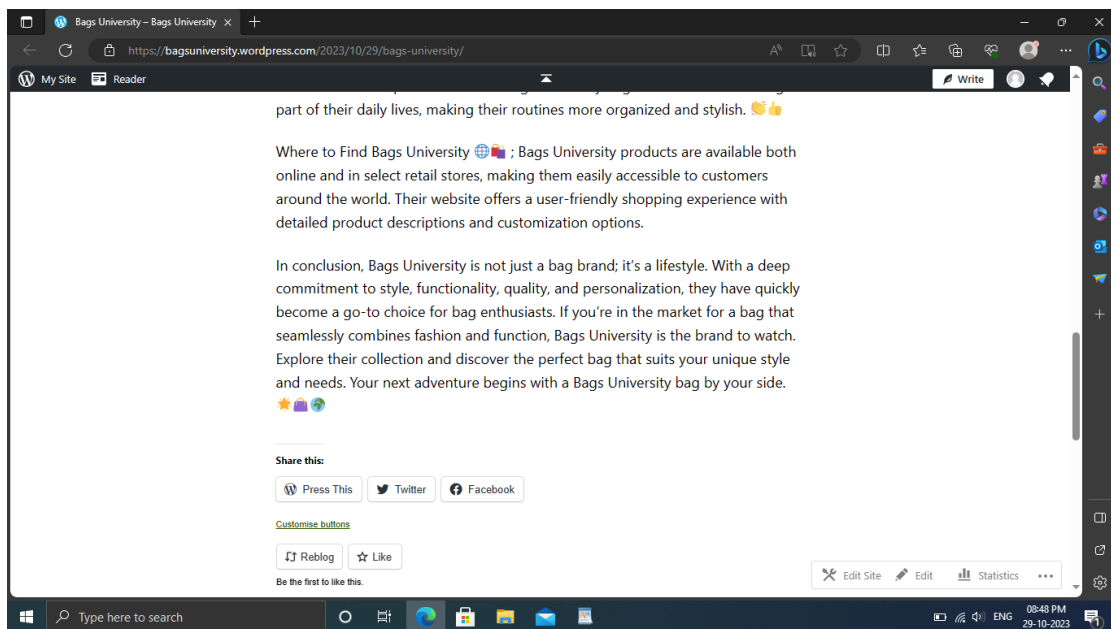 Bags University – Bags University
https://bagsuniversity.wordpress.com/2023/10/29/bags-university/
My Site Reader Write
part of their daily lives, making their routines more organized and stylish. 👏👍
Where to Find Bags University 🌐🛍️ ; Bags University products are available both
online and in select retail stores, making them easily accessible to customers
around the world. Their website offers a user-friendly shopping experience with
detailed product descriptions and customization options.
In conclusion, Bags University is not just a bag brand; it’s a lifestyle. With a deep
commitment to style, functionality, quality, and personalization, they have quickly
become a go-to choice for bag enthusiasts. If you’re in the market for a bag that
seamlessly combines fashion and function, Bags University is the brand to watch.
Explore their collection and discover the perfect bag that suits your unique style
and needs. Your next adventure begins with a Bags University bag by your side.
🌟👜🌍
Share this:
Press This Twitter Facebook
Customise buttons
Reblog Like
Be the first to like this.
Edit Site Edit Statistics
Type here to search
ENG
08:48 PM
29-10-2023